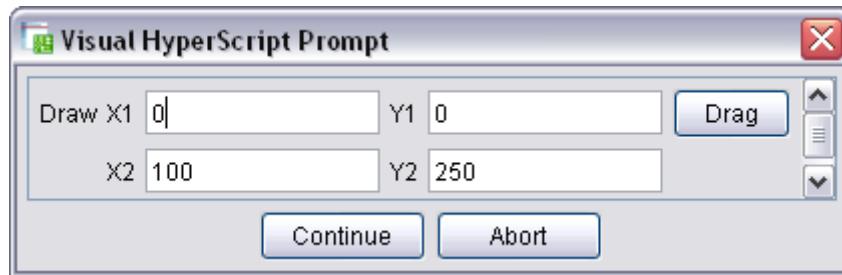 Visual HyperScript Prompt
Draw X1 0 Y1 0 Drag
X2 100 Y2 250
Continue Abort